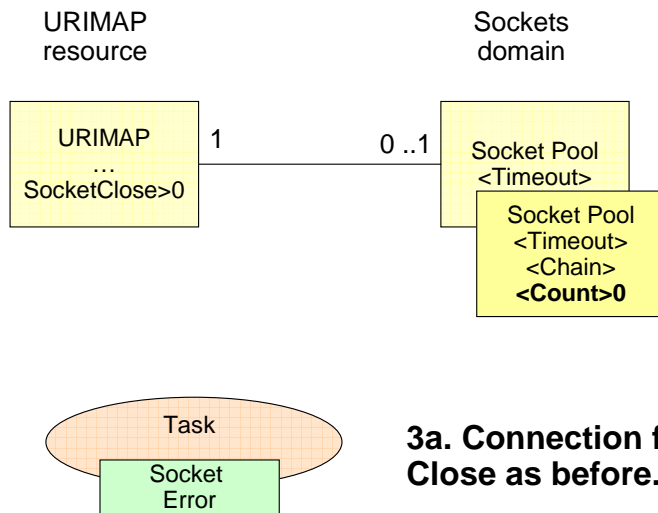 URIMAP
resource
Sockets
domain
URIMAP
…
SocketClose>0
1
0 ..1
Socket Pool
<Timeout>
Socket Pool
<Timeout>
<Chain>
<Count>0
Task
Socket
Error
3a. Connection
Close as before.